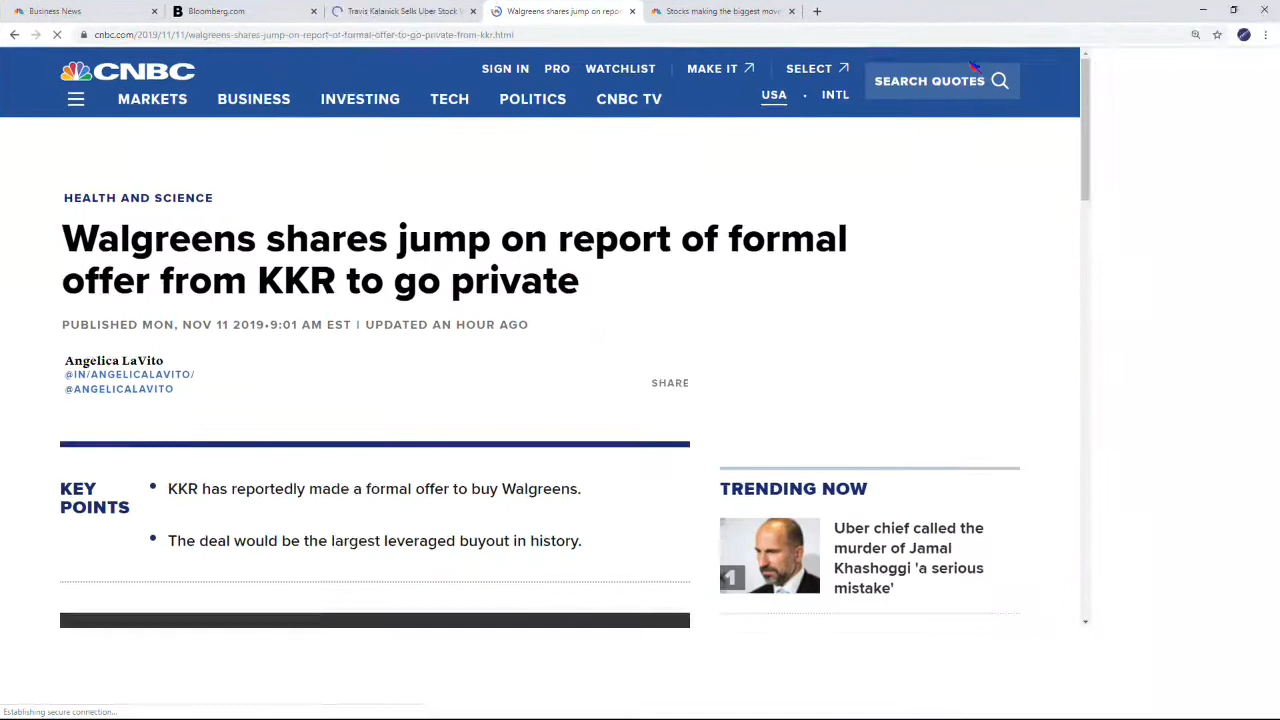 Business News
Bloomberg.com
Travis Kalanick Sells Uber Stock
Walgreens shares jump on repor
Stocks making the biggest move
cnbc.com/2019/11/11/walgreens-shares-jump-on-report-of-formal-offer-to-go-private-from-kkr.html
CNBC
SIGN IN PRO WATCHLIST MAKE IT SELECT
SEARCH QUOTES
MARKETS BUSINESS INVESTING TECH POLITICS CNBC TV
USA • INTL
HEALTH AND SCIENCE
Walgreens shares jump on report of formal
offer from KKR to go private
PUBLISHED MON, NOV 11 2019•9:01 AM EST | UPDATED AN HOUR AGO
Angelica LaVito
@IN/ANGELICALAVITO/
@ANGELICALAVITO
SHARE
KEY
POINTS
• KKR has reportedly made a formal offer to buy Walgreens.
• The deal would be the largest leveraged buyout in history.
TRENDING NOW
1
Uber chief called the
murder of Jamal
Khashoggi 'a serious
mistake'
Establishing secure connection...